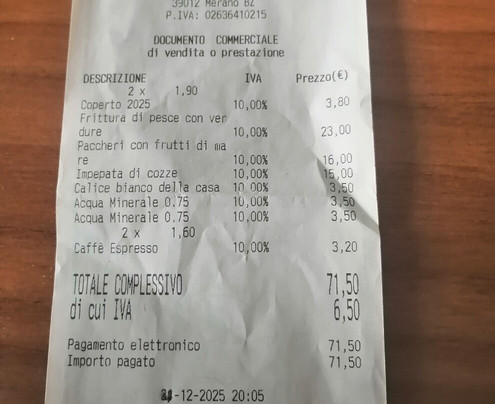 39012 Merano BZ
P.IVA: 02636410215
DOCUMENTO COMMERCIALE
di vendita o prestazione
DESCRIZIONE IVA Prezzo(€)
2 x 1,90
Coperto 2025 10,00% 3,80
Frittura di pesce con ver
dure 10,00% 23,00
Paccheri con frutti di ma
re 10,00% 16,00
Impepata di cozze 10,00% 15,00
Calice bianco della casa 10,00% 3,50
Acqua Minerale 0.75 10,00% 3,50
Acqua Minerale 0.75 10,00% 3,50
2 x 1,60
Caffè Espresso 10,00% 3,20
TOTALE COMPLESSIVO 71,50
di cui IVA 6,50
Pagamento elettronico 71,50
Importo pagato 71,50
-12-2025 20:05